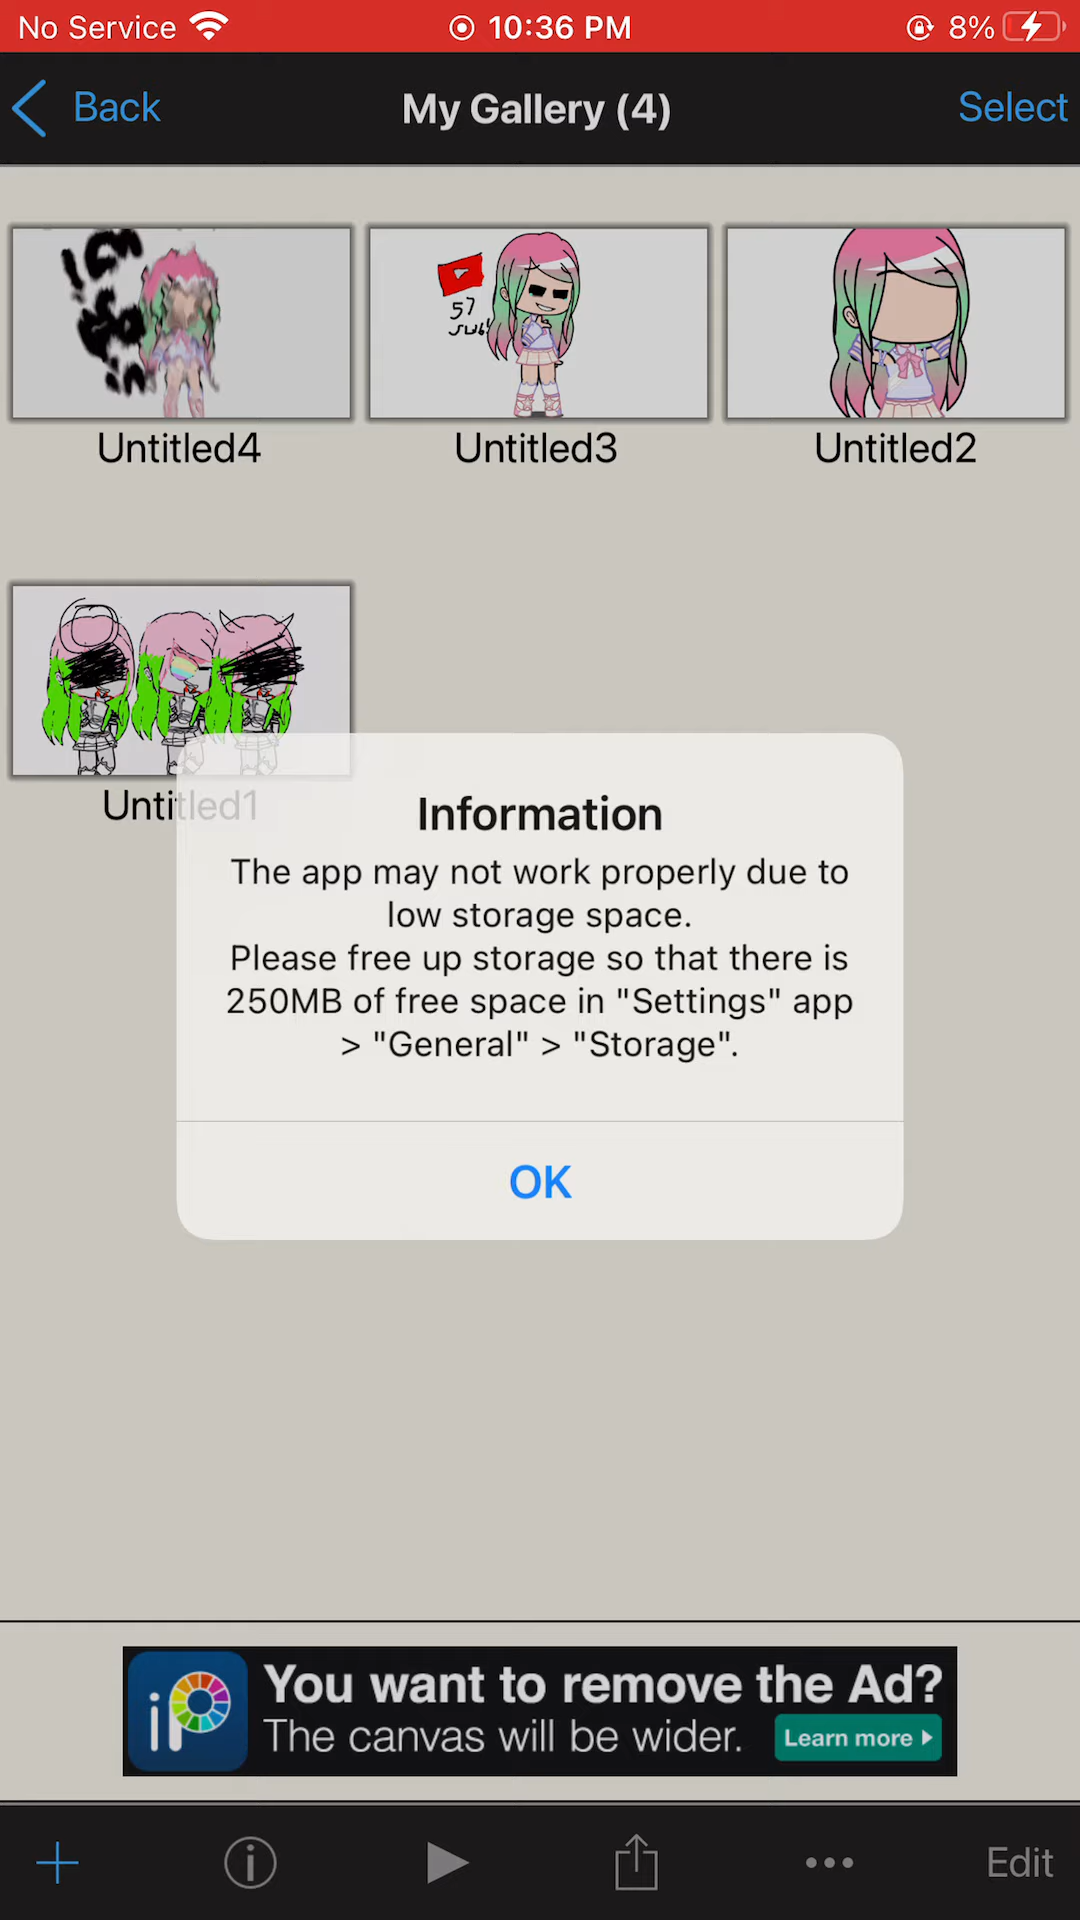 No Service 10:36 PM 8%
Back My Gallery (4) Select
57
sub!
Untitled4 Untitled3 Untitled2
Untitled1
Information
The app may not work properly due to
low storage space.
Please free up storage so that there is
250MB of free space in "Settings" app
> "General" > "Storage".
OK
iP
You want to remove the Ad?
The canvas will be wider. Learn more
Edit